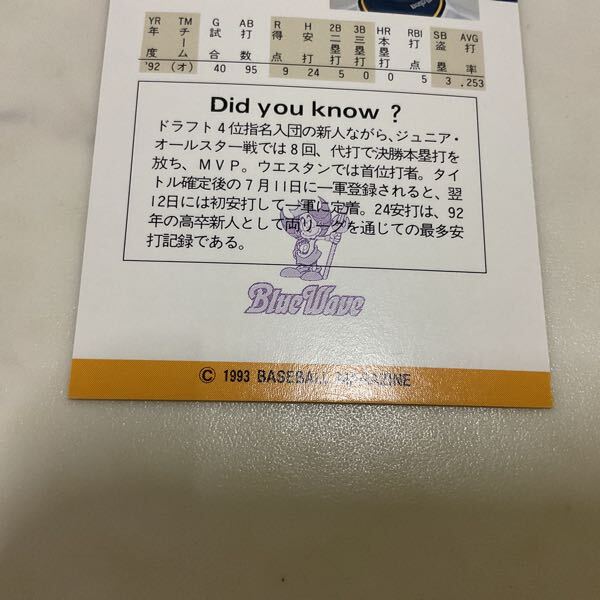 YR TM G AB R H 2B 3B HR RBI SB AVG
年度 チーム 試合 打数 得点 安打 二塁打 三塁打 本塁打 打点 盗塁 打率
'92 (オ) 40 95 9 24 5 0 0 5 3 .253
Did you know ?
ドラフト4位指名入団の新人ながら、ジュニア・
オールスター戦では8回、代打で決勝本塁打を
放ち、MVP。ウエスタンでは首位打者。タイ
トル確定後の7月11日に一軍登録されると、翌
12日には初安打して一軍に定着。24安打は、92
年の高卒新人として両リーグを通じての最多安
打記録である。
BlueWave
© 1993 BASEBALL MAGAZINE